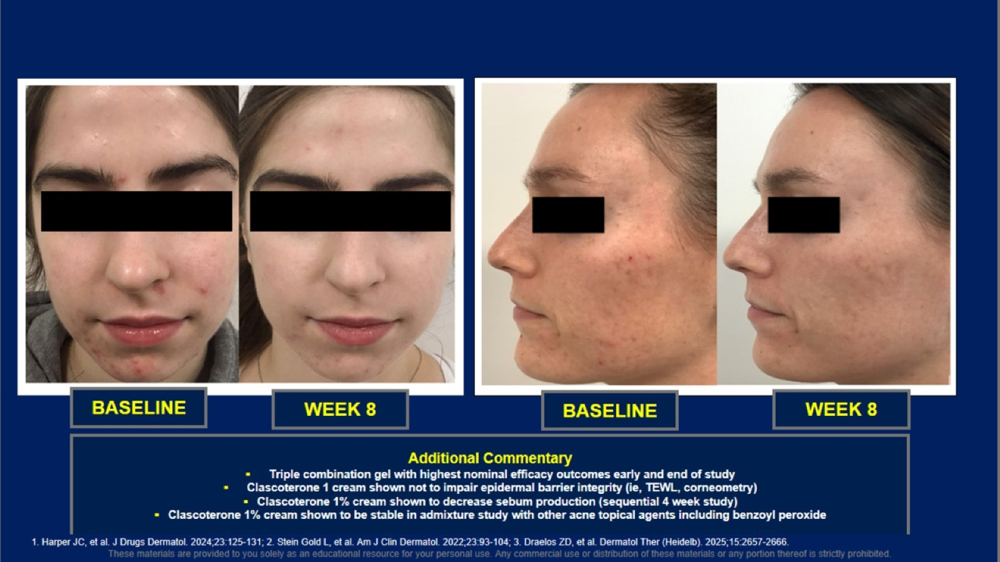 BASELINE
WEEK 8
BASELINE
WEEK 8
Additional Commentary
▪ Triple combination gel with highest nominal efficacy outcomes early and end of study
▪ Clascoterone 1 cream shown not to impair epidermal barrier integrity (ie, TEWL, corneometry)
▪ Clascoterone 1% cream shown to decrease sebum production (sequential 4 week study)
▪ Clascoterone 1% cream shown to be stable in admixture study with other acne topical agents including benzoyl peroxide
1. Harper JC, et al. J Drugs Dermatol. 2024;23:125-131; 2. Stein Gold L, et al. Am J Clin Dermatol. 2022;23:93-104; 3. Draelos ZD, et al. Dermatol Ther (Heidelb). 2025;15:2657-2666.
These materials are provided to you solely as an educational resource for your personal use. Any commercial use or distribution of these materials or any portion thereof is strictly prohibited.